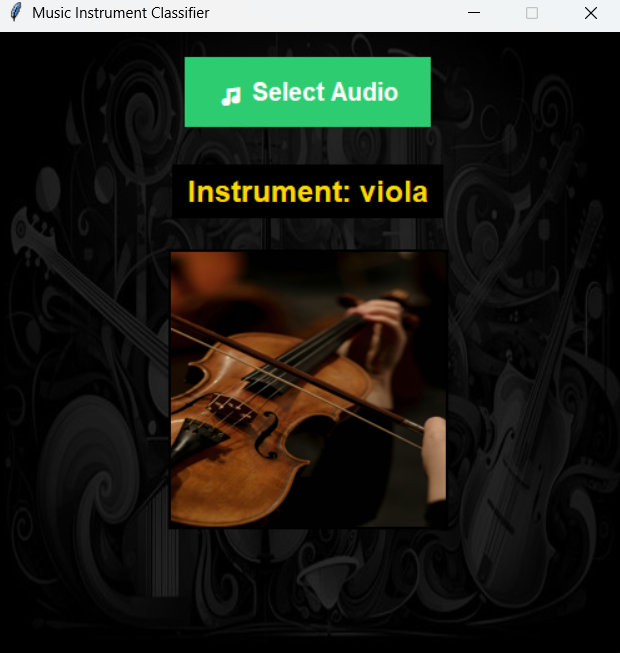 Music Instrument Classifier
Select Audio
Instrument: viola